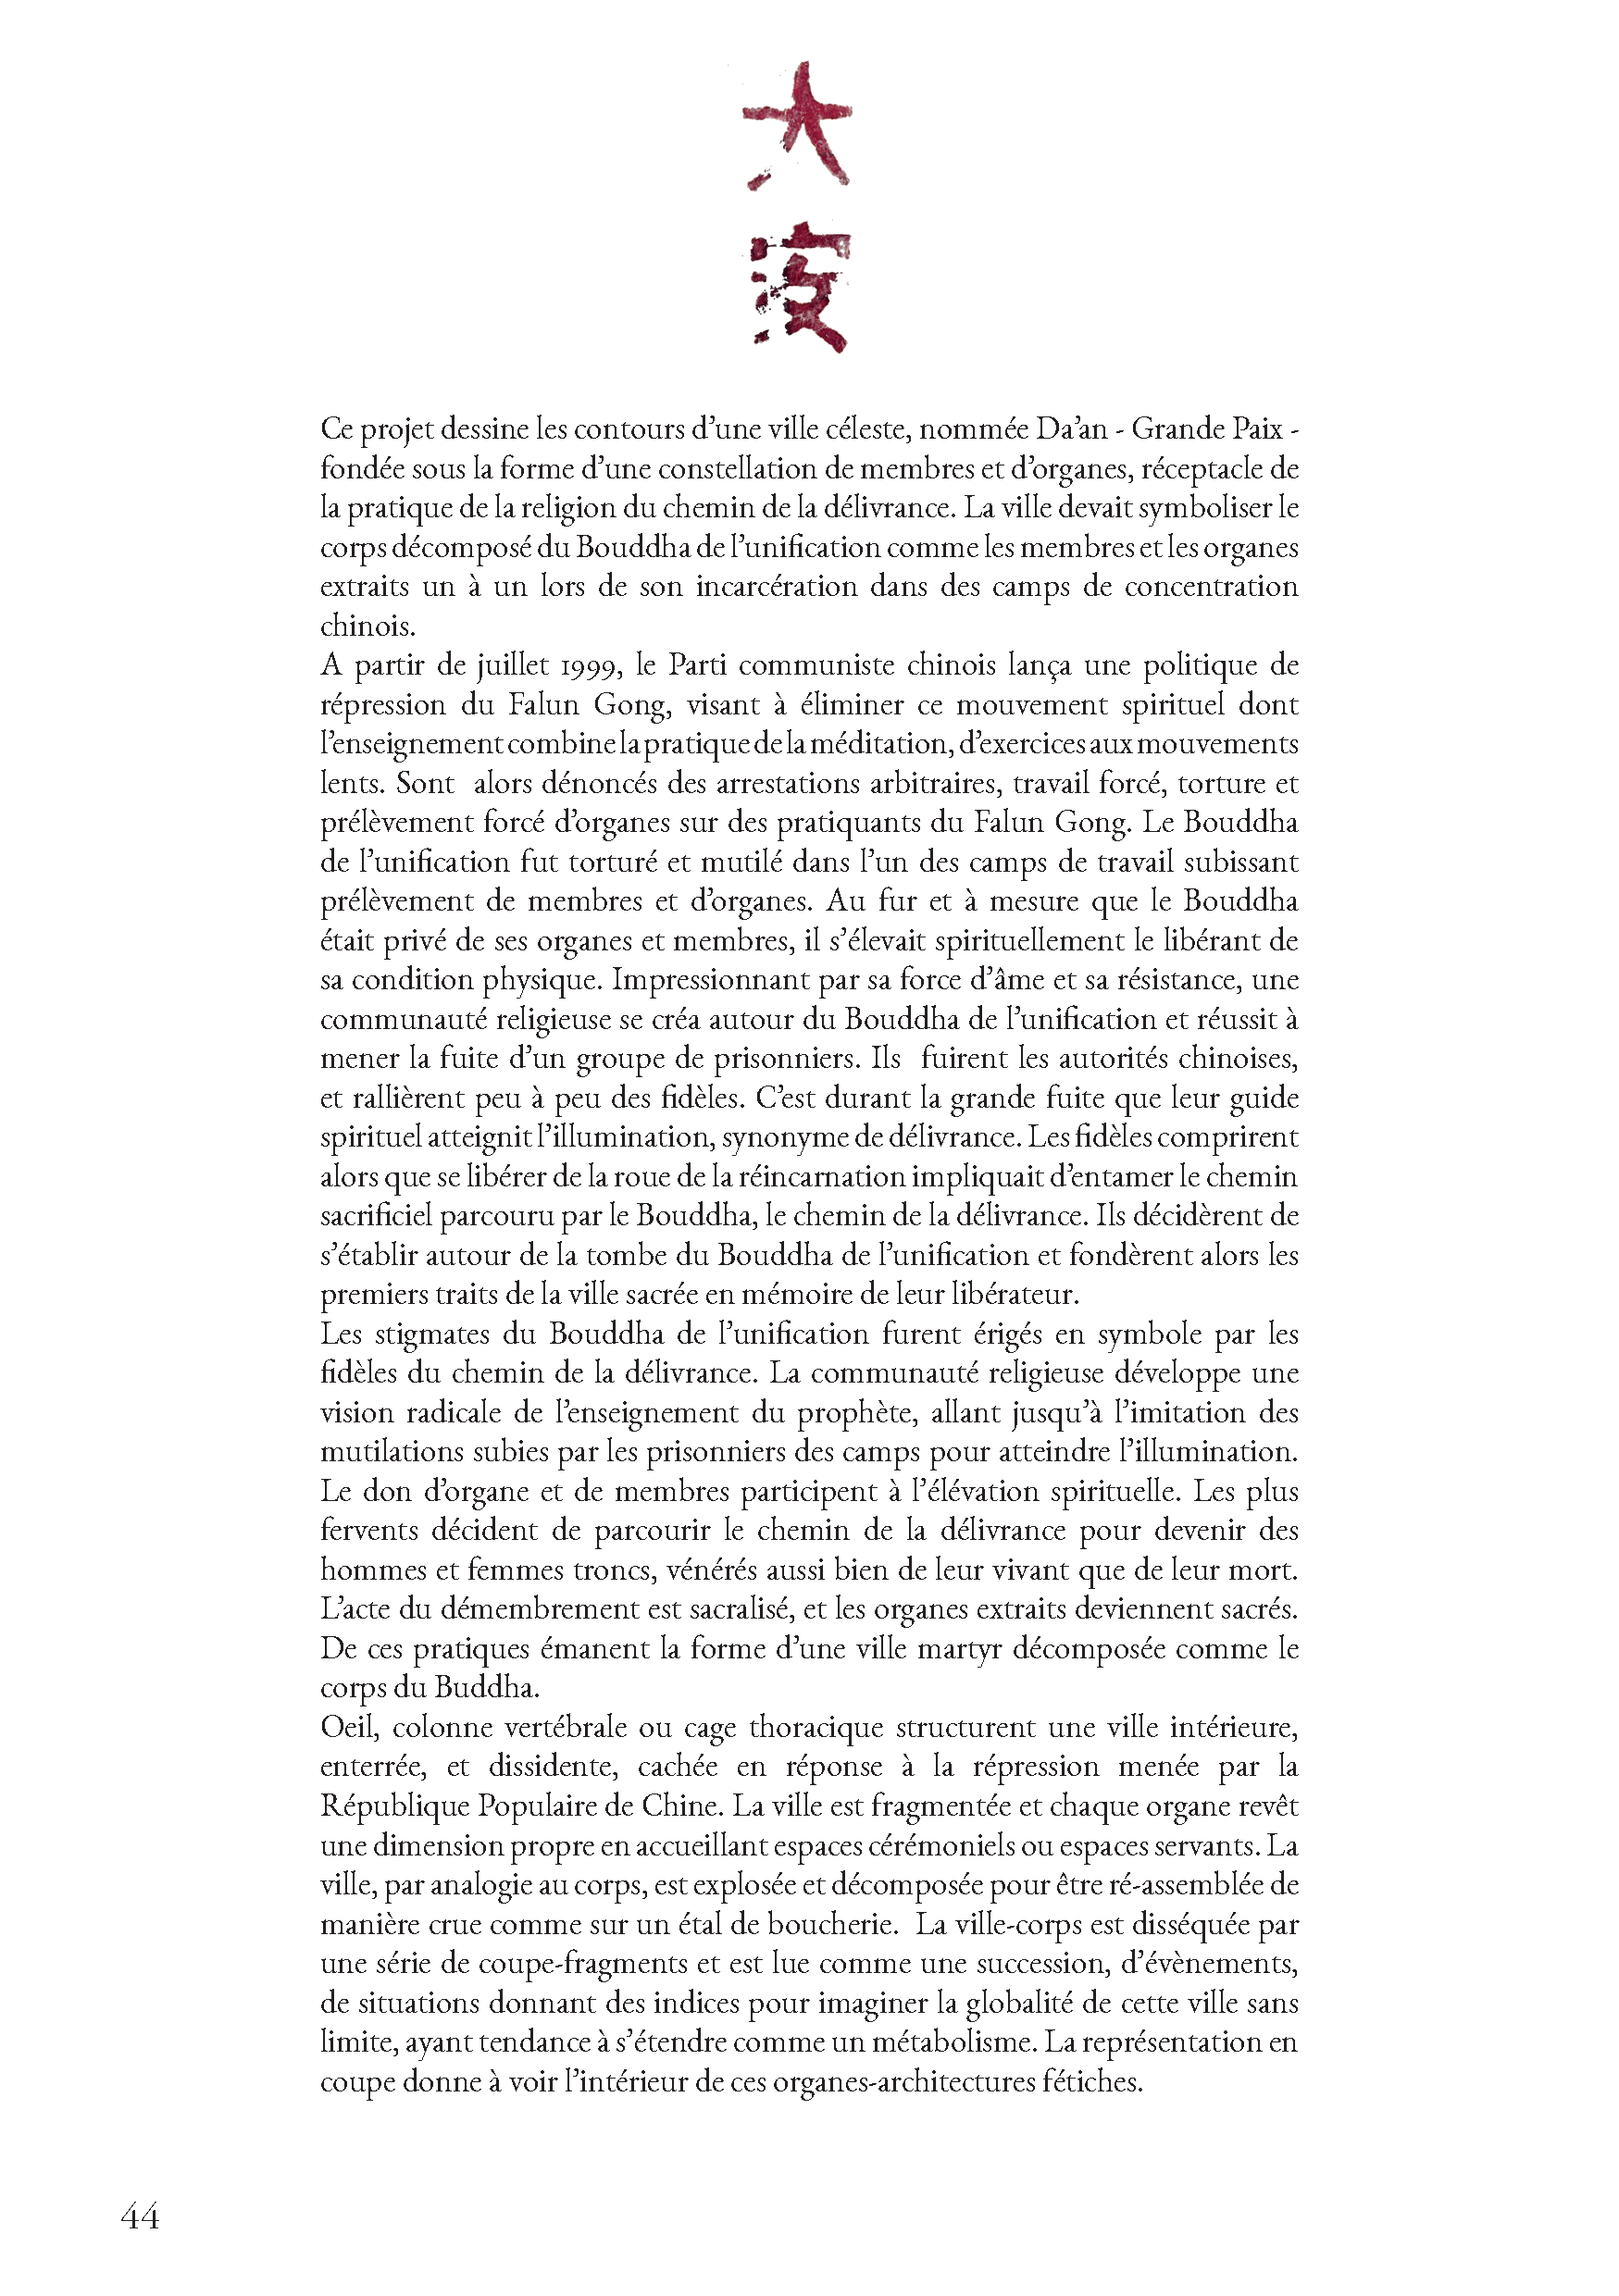 大
Ce projet dessine les contours d’une ville céleste, nommée Da’an - Grande Paix -
fondée sous la forme d’une constellation de membres et d’organes, réceptacle de
la pratique de la religion du chemin de la délivrance. La ville devait symboliser le
corps décomposé du Bouddha de l’unification comme les membres et les organes
extraits un à un lors de son incarcération dans des camps de concentration
chinois.
A partir de juillet 1999, le Parti communiste chinois lança une politique de
répression du Falun Gong, visant à éliminer ce mouvement spirituel dont
l’enseignement combine la pratique de la méditation, d’exercices aux mouvements
lents. Sont alors dénoncés des arrestations arbitraires, travail forcé, torture et
prélèvement forcé d’organes sur des pratiquants du Falun Gong. Le Bouddha
de l’unification fut torturé et mutilé dans l’un des camps de travail subissant
prélèvement de membres et d’organes. Au fur et à mesure que le Bouddha
était privé de ses organes et membres, il s’élevait spirituellement le libérant de
sa condition physique. Impressionnant par sa force d’âme et sa résistance, une
communauté religieuse se créa autour du Bouddha de l’unification et réussit à
mener la fuite d’un groupe de prisonniers. Ils fuirent les autorités chinoises,
et rallièrent peu à peu des fidèles. C’est durant la grande fuite que leur guide
spirituel atteignit l’illumination, synonyme de délivrance. Les fidèles comprirent
alors que se libérer de la roue de la réincarnation impliquait d’entamer le chemin
sacrificiel parcouru par le Bouddha, le chemin de la délivrance. Ils décidèrent de
s’établir autour de la tombe du Bouddha de l’unification et fondèrent alors les
premiers traits de la ville sacrée en mémoire de leur libérateur.
Les stigmates du Bouddha de l’unification furent érigés en symbole par les
fidèles du chemin de la délivrance. La communauté religieuse développe une
vision radicale de l’enseignement du prophète, allant jusqu’à l’imitation des
mutilations subies par les prisonniers des camps pour atteindre l’illumination.
Le don d’organe et de membres participent à l’élévation spirituelle. Les plus
fervents décident de parcourir le chemin de la délivrance pour devenir des
hommes et femmes troncs, vénérés aussi bien de leur vivant que de leur mort.
L’acte du démembrement est sacralisé, et les organes extraits deviennent sacrés.
De ces pratiques émanent la forme d’une ville martyr décomposée comme le
corps du Buddha.
Oeil, colonne vertébrale ou cage thoracique structurent une ville intérieure,
enterrée, et dissidente, cachée en réponse à la répression menée par la
République Populaire de Chine. La ville est fragmentée et chaque organe revêt
une dimension propre en accueillant espaces cérémoniels ou espaces servants. La
ville, par analogie au corps, est explosée et décomposée pour être ré-assemblée de
manière crue comme sur un étal de boucherie. La ville-corps est disséquée par
une série de coupe-fragments et est lue comme une succession, d’évènements,
de situations donnant des indices pour imaginer la globalité de cette ville sans
limite, ayant tendance à s’étendre comme un métabolisme. La représentation en
coupe donne à voir l’intérieur de ces organes-architectures fétiches.
44